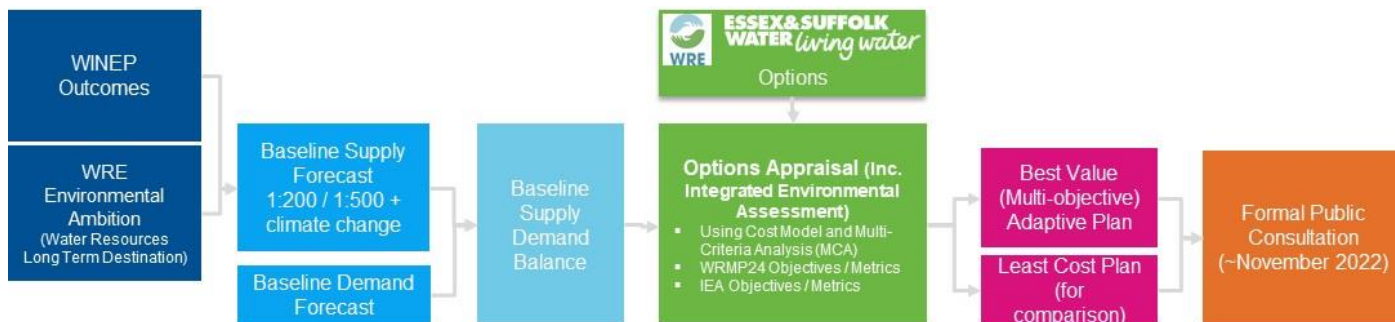 WINEP
Outcomes
WRE
Environmental
Ambition
(Water Resources
Long Term Destination)
Baseline Supply
Forecast
1:200 / 1:500 +
climate change
Baseline Demand
Forecast
Baseline
Supply
Demand
Balance
WRE
ESSEX&SUFFOLK
WATER living water
Options
Options Appraisal (Inc.
Integrated Environmental
Assessment)
▪ Using Cost Model and Multi-
Criteria Analysis (MCA)
▪ WRMP24 Objectives / Metrics
▪ IEA Objectives / Metrics
Best Value
(Multi-objective)
Adaptive Plan
Least Cost Plan
(for
comparison)
Formal Public
Consultation
(~November 2022)